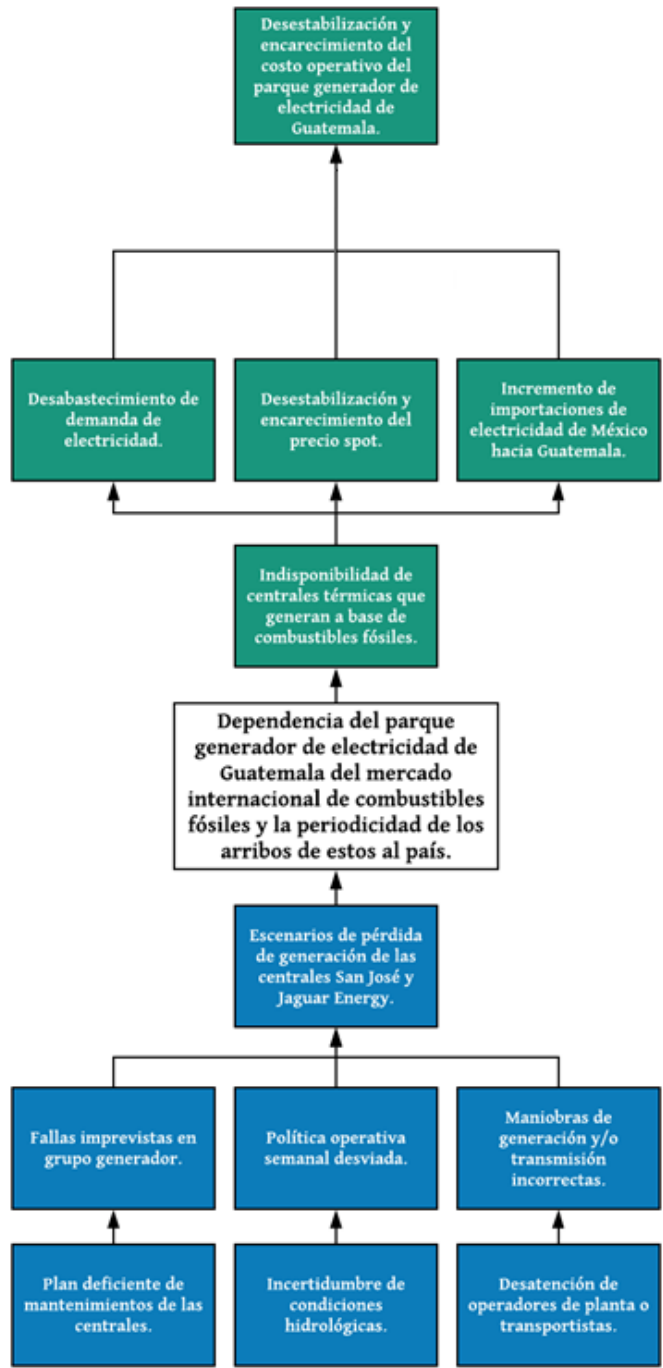 Desestabilización y
encarecimiento del
costo operativo del
parque generador de
electricidad de
Guatemala.
Desabastecimiento de
demanda de
electricidad.
Desestabilización y
encarecimiento del
precio spot.
Incremento de
importaciones de
electricidad de México
hacia Guatemala.
Indisponibilidad de
centrales térmicas que
generan a base de
combustibles fósiles.
Dependencia del parque
generador de electricidad de
Guatemala del mercado
internacional de combustibles
fósiles y la periodicidad de los
arribos de estos al país.
Escenarios de pérdida
de generación de las
centrales San José y
Jaguar Energy.
Fallas imprevistas en
grupo generador.
Política operativa
semanal desviada.
Maniobras de
generación y/o
transmisión
incorrectas.
Plan deficiente de
mantenimientos de las
centrales.
Incertidumbre de
condiciones
hidrológicas.
Desatención de
operadores de planta o
transportistas.